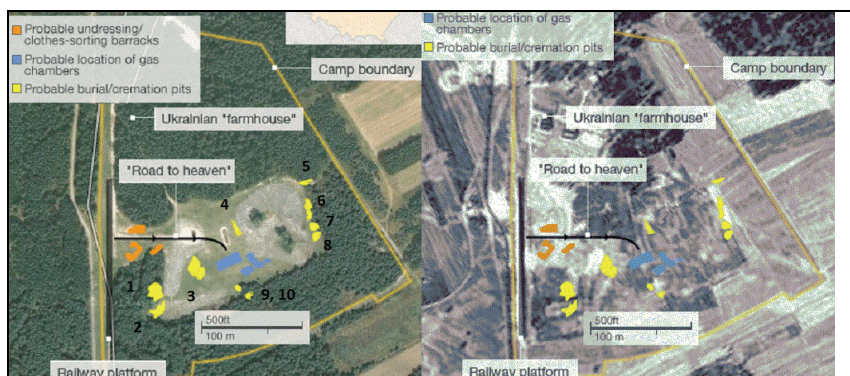 Probable undressing/
clothes-sorting barracks
Probable location of gas
chambers
Probable burial/cremation pits
Camp boundary
Ukrainian "farmhouse"
"Road to heaven"
5
4
6
7
8
1
3
9, 10
2
500ft
100 m
Railway platform
Probable location of gas
chambers
Probable burial/cremation pits
Camp boundary
Ukrainian "farmhouse"
"Road to heaven"
500ft
100 m
Railway platform